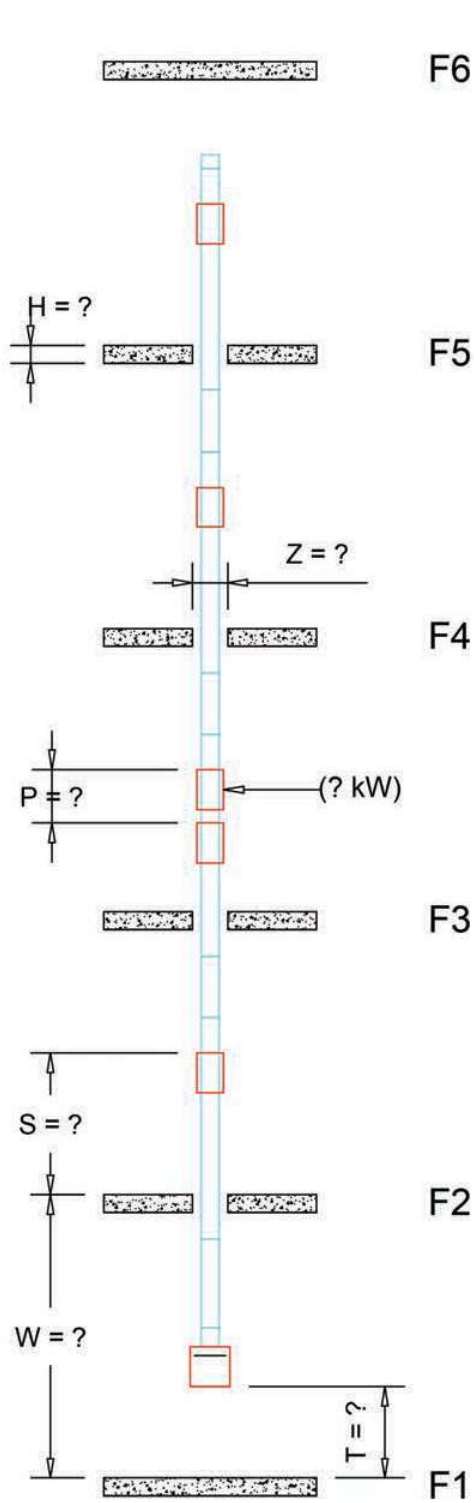 F6
H = ?
F5
Z = ?
F4
P = ?
(? kW)
F3
S = ?
F2
W = ?
T = ?
F1